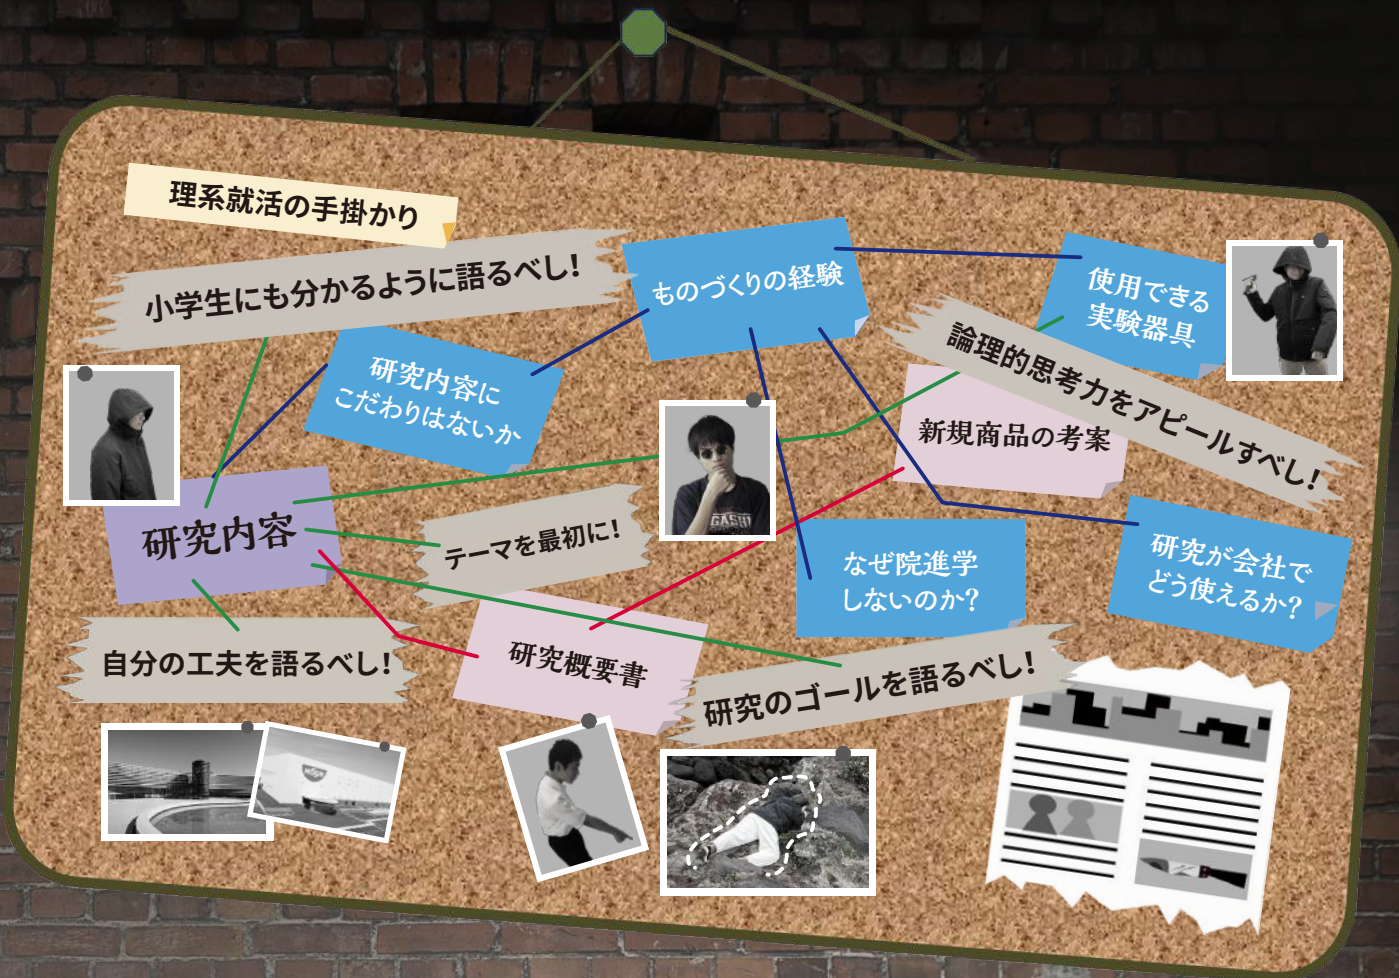 理系就活の手掛かり
小学生にも分かるように語るべし!
ものづくりの経験
使用できる
実験器具
論理的思考力をアピールすべし!
研究内容に
こだわりはないか
新規商品の考案
研究内容
テーマを最初に!
なぜ院進学
しないのか?
研究が会社で
どう使えるか?
自分の工夫を語るべし!
研究概要書
研究のゴールを語るべし!